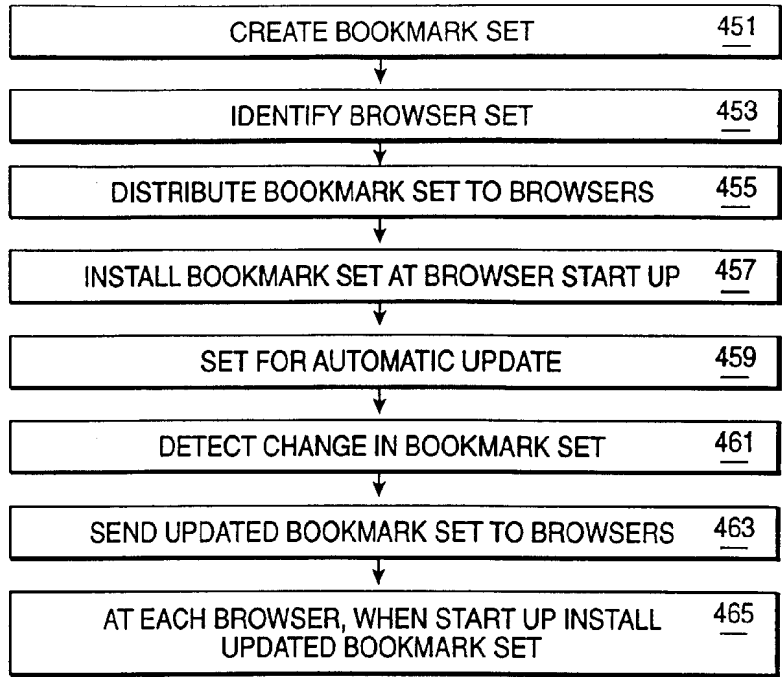 CREATE BOOKMARK SET 451
IDENTIFY BROWSER SET 453
DISTRIBUTE BOOKMARK SET TO BROWSERS 455
INSTALL BOOKMARK SET AT BROWSER START UP 457
SET FOR AUTOMATIC UPDATE 459
DETECT CHANGE IN BOOKMARK SET 461
SEND UPDATED BOOKMARK SET TO BROWSERS 463
AT EACH BROWSER, WHEN START UP INSTALL 465
UPDATED BOOKMARK SET